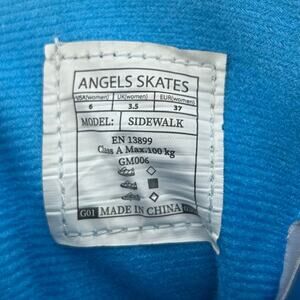 ANGELS SKATES
USA(women) UK(women) EUR(women)
6 3.5 37
MODEL: SIDEWALK
EN 13899
Class A Max.100 kg
GM006
G01 MADE IN CHINA